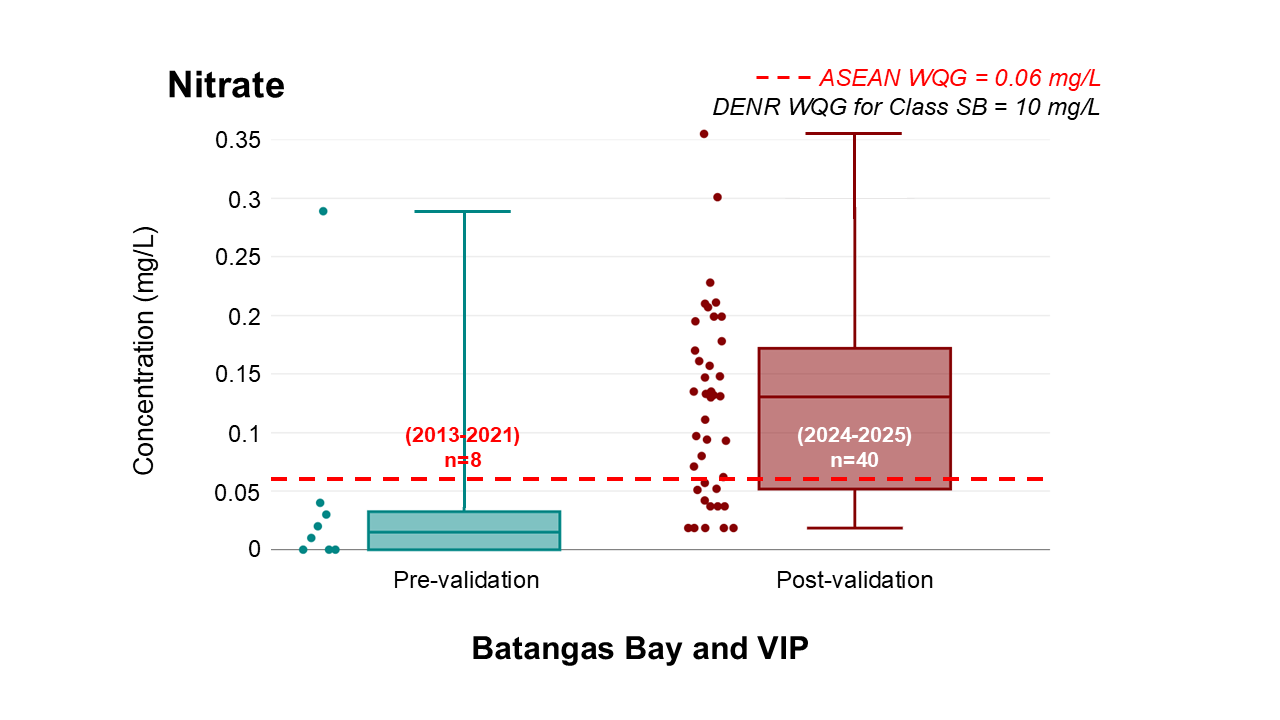 Nitrate
ASEAN WQG = 0.06 mg/L
DENR WQG for Class SB = 10 mg/L
Concentration (mg/L)
0.35
0.3
0.25
0.2
0.15
0.1
0.05
0
(2013-2021)
n=8
(2024-2025)
n=40
Pre-validation
Post-validation
Batangas Bay and VIP